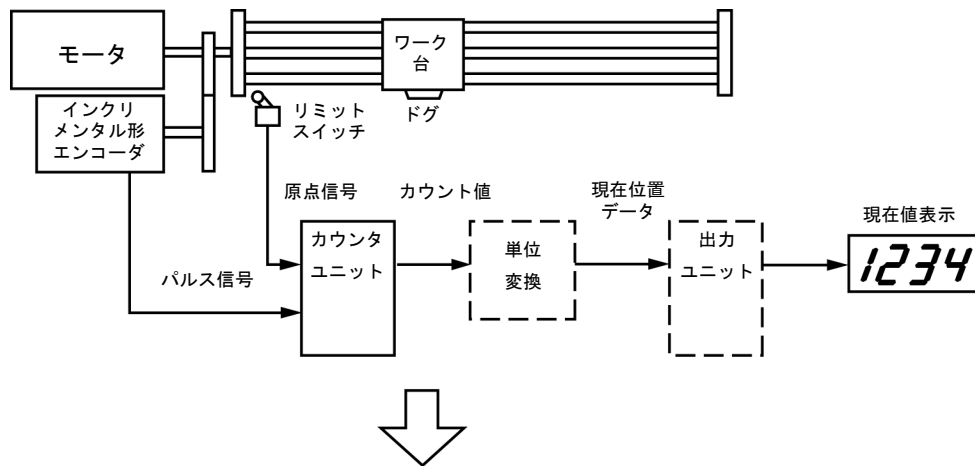 モータ
ワーク
台
インクリ
メンタル形
エンコーダ
リミット
スイッチ
ドグ
原点信号
カウント値
現在位置
データ
現在値表示
カウンタ
ユニット
単位
変換
出力
ユニット
1234
パルス信号